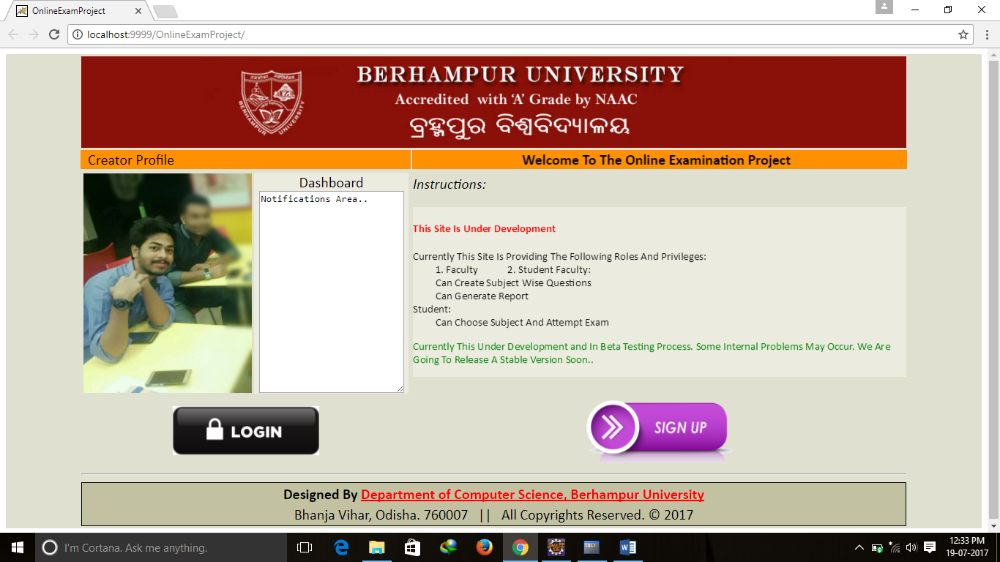 OnlineExamProject
localhost:9999/OnlineExamProject/
BERHAMPUR UNIVERSITY
Accredited with 'A' Grade by NAAC
ବ୍ରହ୍ମପୁର ବିଶ୍ୱବିଦ୍ୟାଳୟ
BERHAMPUR UNIVERSITY
Creator Profile
Welcome To The Online Examination Project
Dashboard
Notifications Area..
Instructions:
This Site Is Under Development
Currently This Site Is Providing The Following Roles And Privileges:
1. Faculty 2. Student Faculty:
Can Create Subject Wise Questions
Can Generate Report
Student:
Can Choose Subject And Attempt Exam
Currently This Under Development and In Beta Testing Process. Some Internal Problems May Occur. We Are
Going To Release A Stable Version Soon..
LOGIN
SIGN UP
Designed By Department of Computer Science, Berhampur University
Bhanja Vihar, Odisha. 760007 || All Copyrights Reserved. © 2017
I'm Cortana. Ask me anything.
12:33 PM
19-07-2017